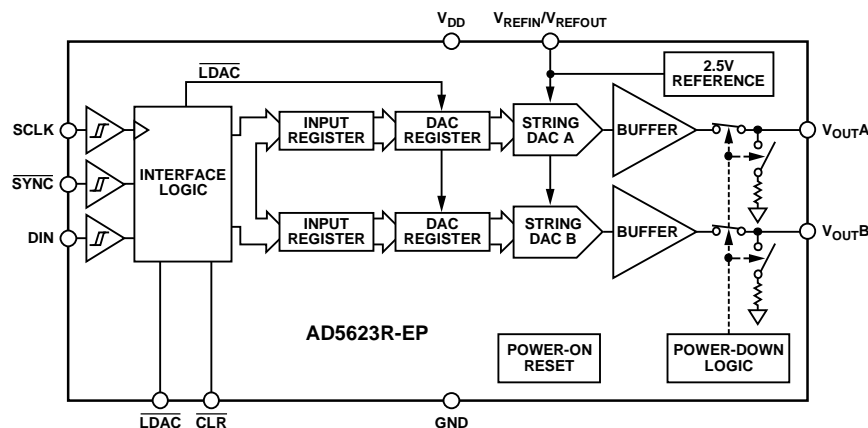 V_DD
V_REFIN/V_REFOUT
LDAC
2.5V
REFERENCE
SCLK
INPUT
REGISTER
DAC
REGISTER
STRING
DAC A
BUFFER
V_OUTA
INTERFACE
LOGIC
SYNC
DIN
INPUT
REGISTER
DAC
REGISTER
STRING
DAC B
BUFFER
V_OUTB
AD5623R-EP
POWER-ON
RESET
POWER-DOWN
LOGIC
LDAC
CLR
GND